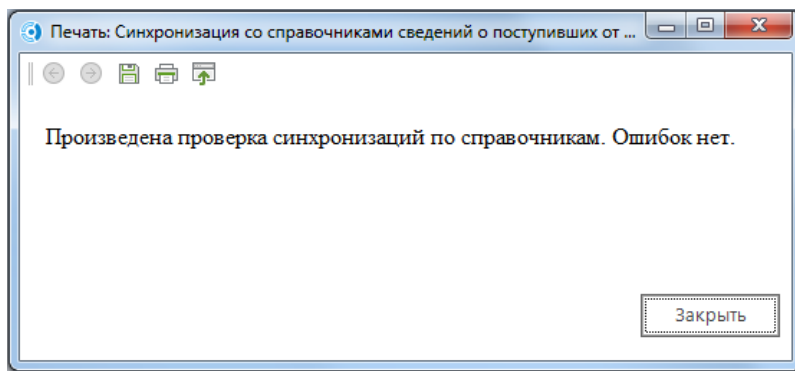 Печать: Синхронизация со справочниками сведений о поступивших от ...
Произведена проверка синхронизаций по справочникам. Ошибок нет.
Закрыть